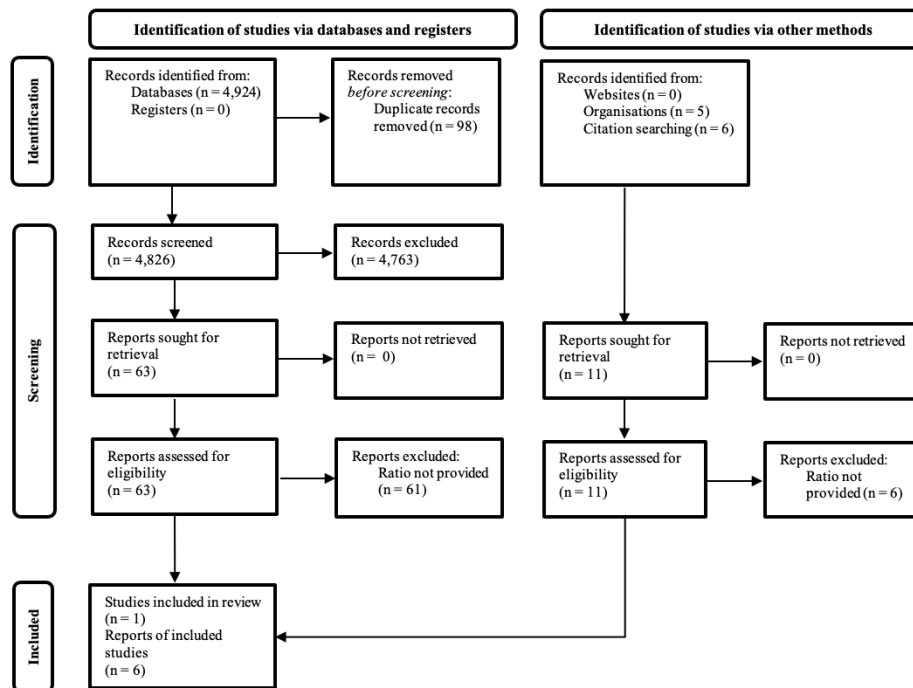 Identification of studies via databases and registers
Identification of studies via other methods
Identification
Records identified from:
Databases (n = 4,924)
Registers (n = 0)
Records removed
before screening:
Duplicate records
removed (n = 98)
Records identified from:
Websites (n = 0)
Organisations (n = 5)
Citation searching (n = 6)
Screening
Records screened
(n = 4,826)
Records excluded
(n = 4,763)
Reports sought for
retrieval
(n = 63)
Reports not retrieved
(n = 0)
Reports sought for
retrieval
(n = 11)
Reports not retrieved
(n = 0)
Reports assessed for
eligibility
(n = 63)
Reports excluded:
Ratio not provided
(n = 61)
Reports assessed for
eligibility
(n = 11)
Reports excluded:
Ratio not
provided (n = 6)
Included
Studies included in review
(n = 1)
Reports of included
studies
(n = 6)